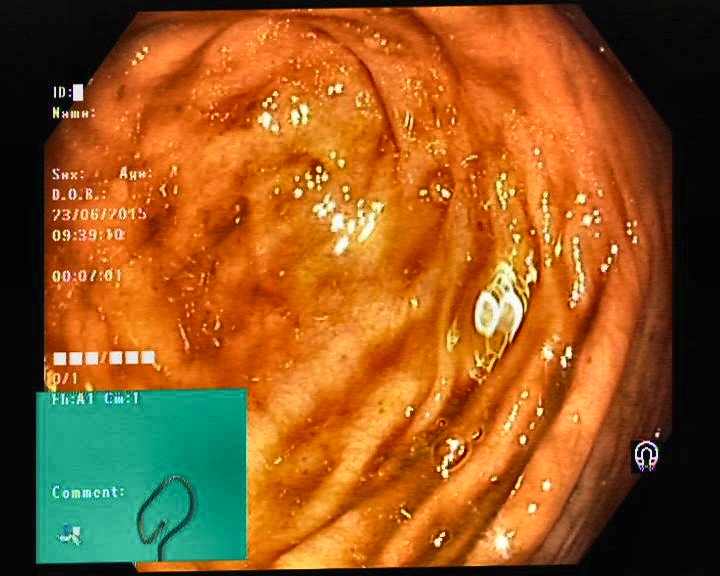 ID:
Name:
Sex: Age:
D.O.B.:
23/06/2015
09:39:10
00:07:01
0/1
Eh:A1 Cm:1
Comment: